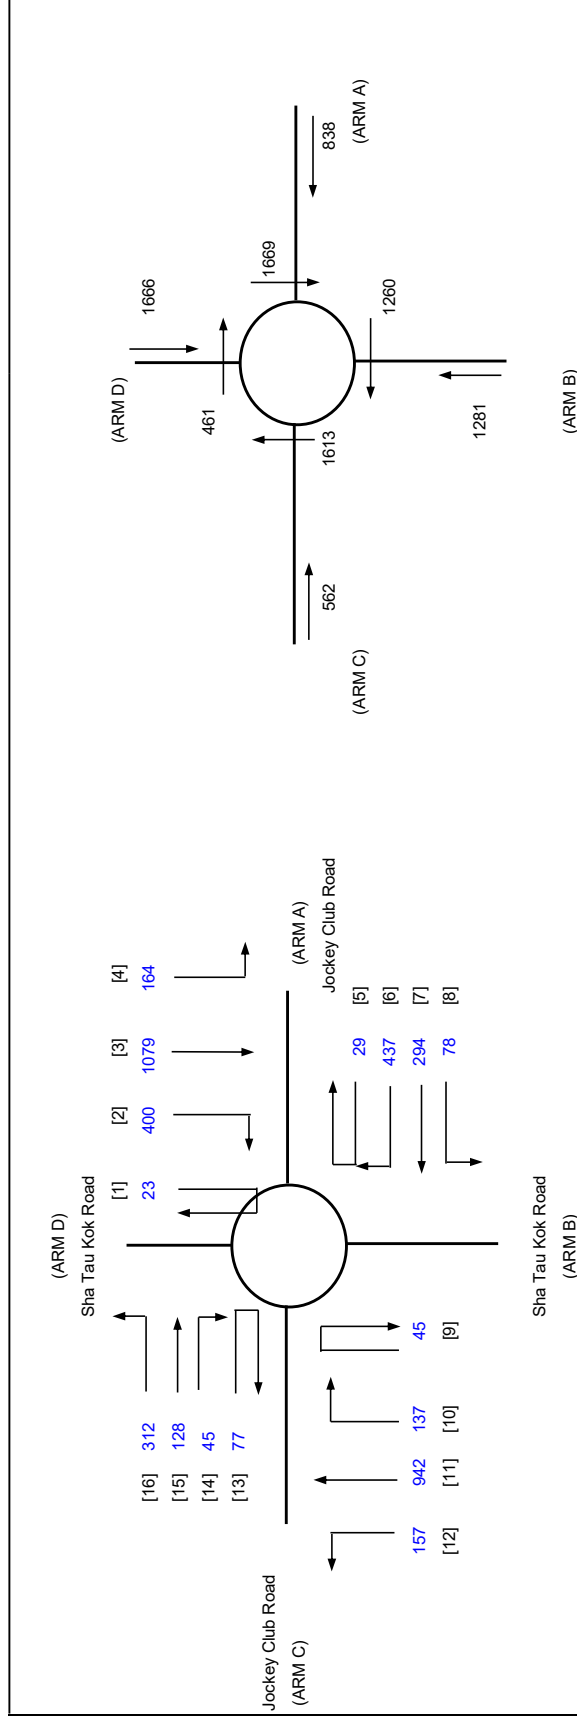 (ARM D)
Sha Tau Kok Road
[1] [2] [3] [4]
23 400 1079 164
[16] 312
[15] 128
[14] 45
[13] 77
Jockey Club Road
(ARM C)
(ARM A)
Jockey Club Road
29 [5]
437 [6]
294 [7]
78 [8]
157 942 137 45
[12] [11] [10] [9]
Sha Tau Kok Road
(ARM B)
(ARM D)
1666
461
1669
1613
1260
838
(ARM A)
562
(ARM C)
1281
(ARM B)